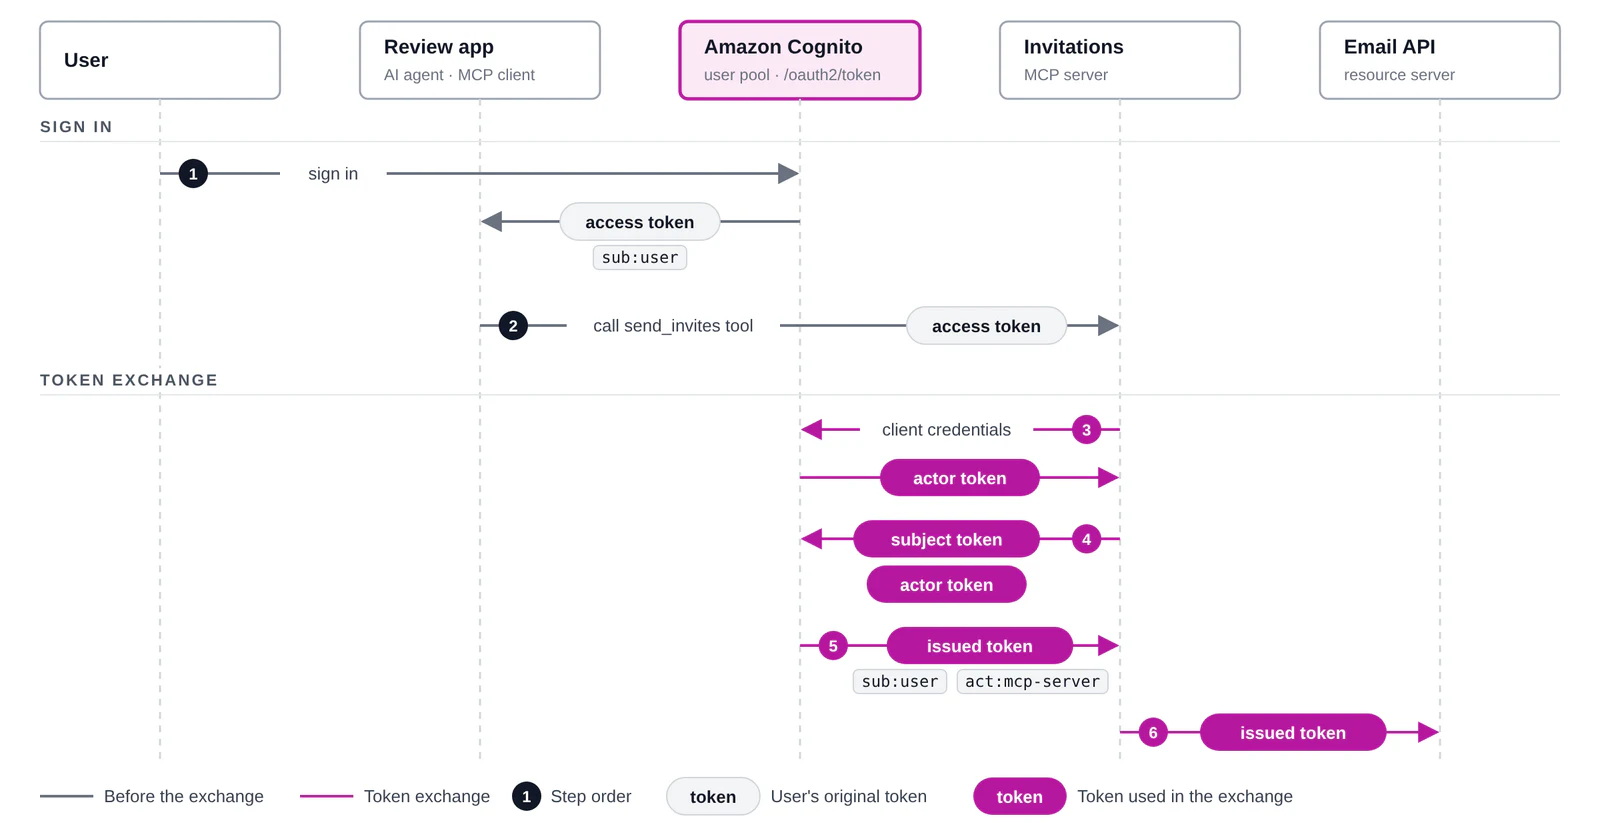 User
Review app
AI agent · MCP client
Amazon Cognito
user pool · /oauth2/token
Invitations
MCP server
Email API
resource server
SIGN IN
1
sign in
access token
sub:user
2
call send_invites tool
access token
TOKEN EXCHANGE
client credentials
3
actor token
subject token
4
actor token
5
issued token
sub:user
act:mcp-server
6
issued token
Before the exchange
Token exchange
1
Step order
token
User's original token
token
Token used in the exchange